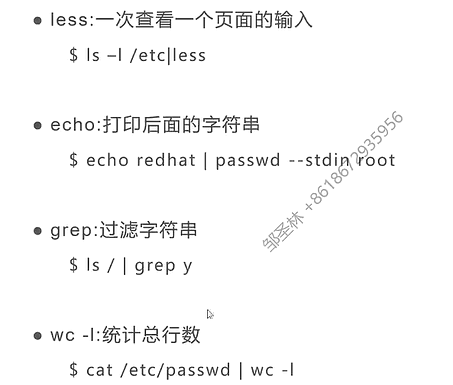 ● less:一次查看一个页面的输入
$ ls –l /etc|less
● echo:打印后面的字符串
$ echo redhat | passwd --stdin root
● grep:过滤字符串
$ ls / | grep y
● wc -l:统计总行数
$ cat /etc/passwd | wc -l
邹圣林 +8618672935956